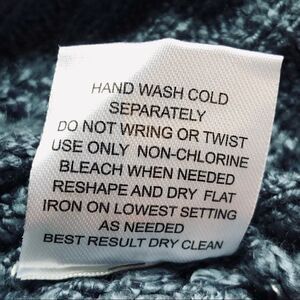 HAND WASH COLD
SEPARATELY
DO NOT WRING OR TWIST
USE ONLY NON-CHLORINE
BLEACH WHEN NEEDED
RESHAPE AND DRY FLAT
IRON ON LOWEST SETTING
AS NEEDED
BEST RESULT DRY CLEAN